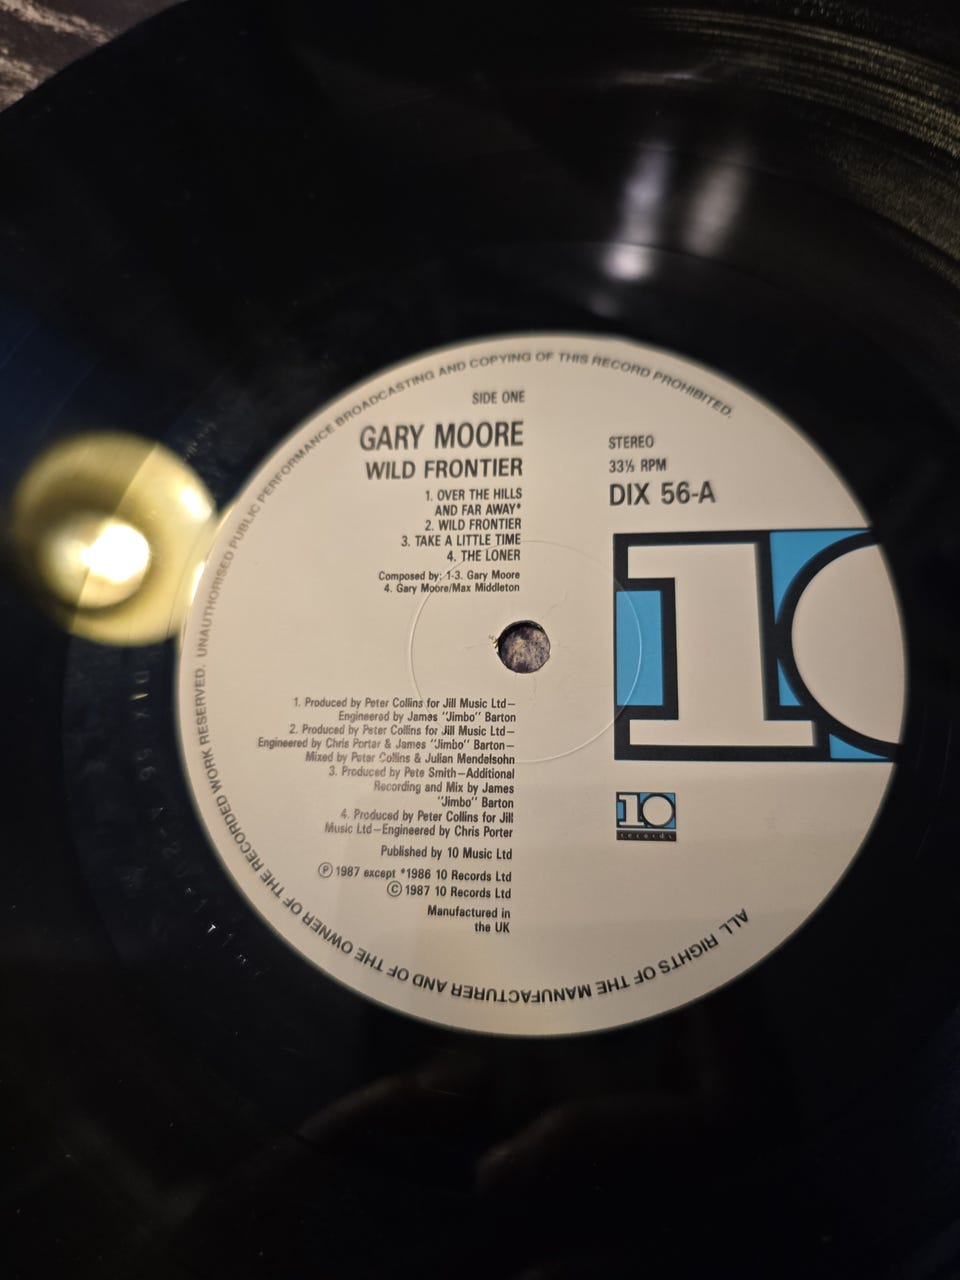 UNAUTHORISED PUBLIC PERFORMANCE BROADCASTING AND COPYING OF THIS RECORD PROHIBITED.
SIDE ONE
GARY MOORE
WILD FRONTIER
1. OVER THE HILLS
AND FAR AWAY*
2. WILD FRONTIER
3. TAKE A LITTLE TIME
4. THE LONER
Composed by: 1-3. Gary Moore
4. Gary Moore/Max Middleton
STEREO
33⅓ RPM
DIX 56-A
10
10
records
1. Produced by Peter Collins for Jill Music Ltd—
Engineered by James "Jimbo" Barton
2. Produced by Peter Collins for Jill Music Ltd—
Engineered by Chris Porter & James "Jimbo" Barton—
Mixed by Peter Collins & Julian Mendelsohn
3. Produced by Pete Smith—Additional
Recording and Mix by James
"Jimbo" Barton
4. Produced by Peter Collins for Jill
Music Ltd—Engineered by Chris Porter
Published by 10 Music Ltd
Ⓟ 1987 except *1986 10 Records Ltd
© 1987 10 Records Ltd
Manufactured in
the UK
ALL RIGHTS OF THE MANUFACTURER AND OF THE OWNER OF THE RECORDED WORK RESERVED.